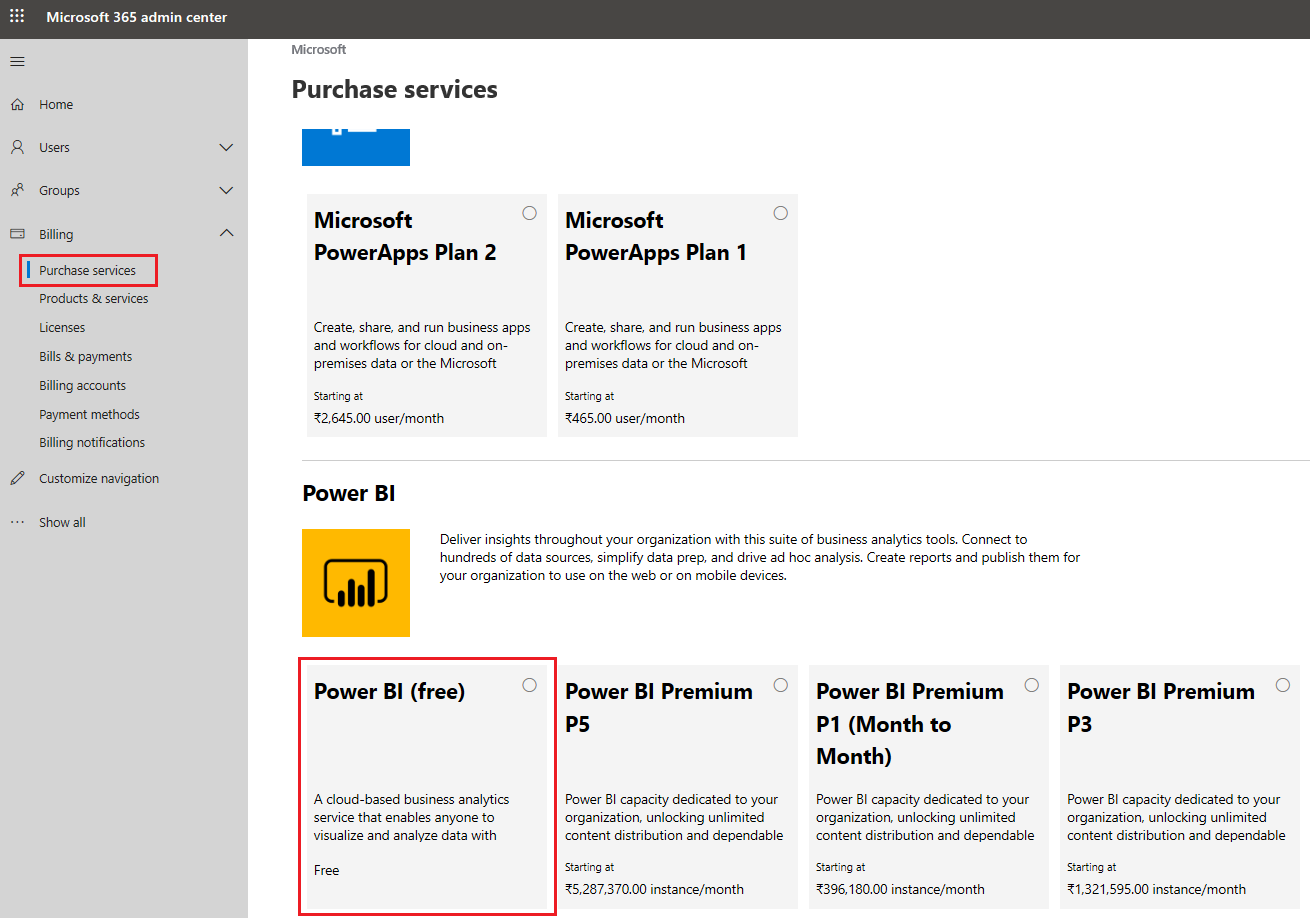 Microsoft 365 admin center
Home
Users
Groups
Billing
Purchase services
Products & services
Licenses
Bills & payments
Billing accounts
Payment methods
Billing notifications
Customize navigation
Show all
Microsoft
Purchase services
Microsoft
PowerApps Plan 2
Create, share, and run business apps
and workflows for cloud and on-
premises data or the Microsoft
Starting at
₹2,645.00 user/month
Microsoft
PowerApps Plan 1
Create, share, and run business apps
and workflows for cloud and on-
premises data or the Microsoft
Starting at
₹465.00 user/month
Power BI
Deliver insights throughout your organization with this suite of business analytics tools. Connect to
hundreds of data sources, simplify data prep, and drive ad hoc analysis. Create reports and publish them for
your organization to use on the web or on mobile devices.
Power BI (free)
A cloud-based business analytics
service that enables anyone to
visualize and analyze data with
Free
Power BI Premium
P5
Power BI capacity dedicated to your
organization, unlocking unlimited
content distribution and dependable
Starting at
₹5,287,370.00 instance/month
Power BI Premium
P1 (Month to
Month)
Power BI capacity dedicated to your
organization, unlocking unlimited
content distribution and dependable
Starting at
₹396,180.00 instance/month
Power BI Premium
P3
Power BI capacity dedicated to your
organization, unlocking unlimited
content distribution and dependable
Starting at
₹1,321,595.00 instance/month